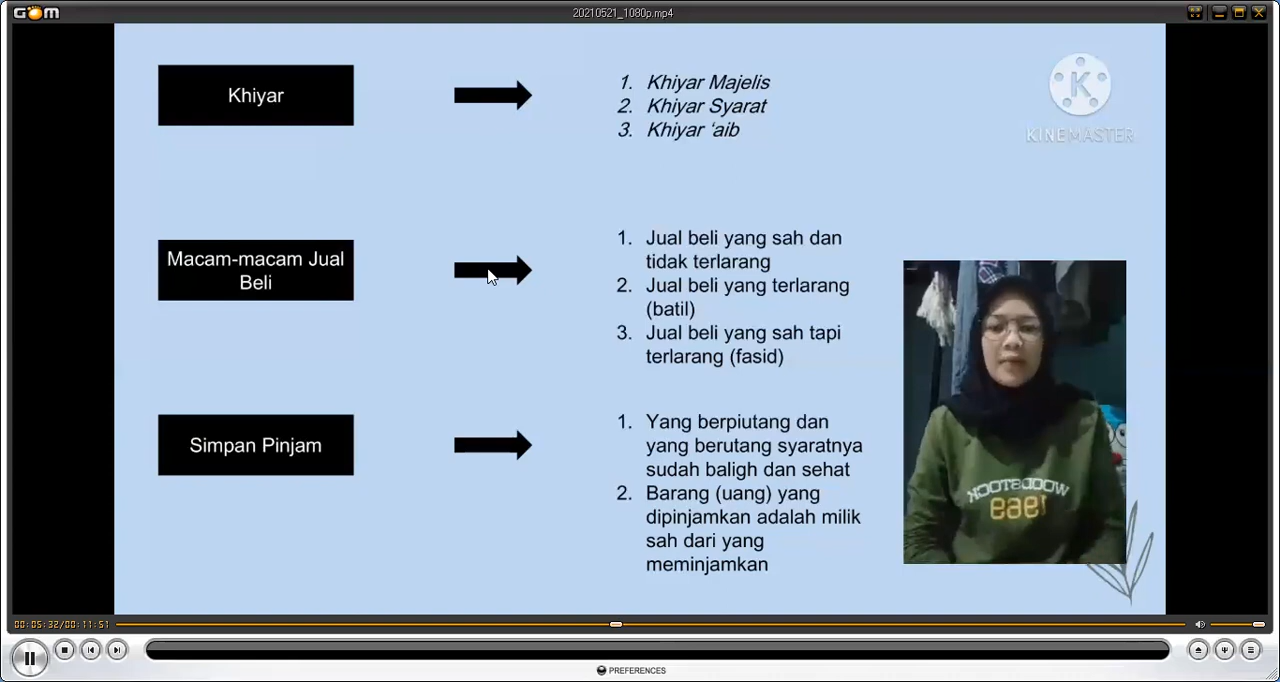 GOM
20210521_1080p.mp4
Khiyar
1. Khiyar Majelis
2. Khiyar Syarat
3. Khiyar ‘aib
KINEMASTER
Macam-macam Jual
Beli
1. Jual beli yang sah dan
tidak terlarang
2. Jual beli yang terlarang
(batil)
3. Jual beli yang sah tapi
terlarang (fasid)
Simpan Pinjam
1. Yang berpiutang dan
yang berutang syaratnya
sudah baligh dan sehat
2. Barang (uang) yang
dipinjamkan adalah milik
sah dari yang
meminjamkan
WOODSTOCK
1969
00:05:32/00:11:51
PREFERENCES